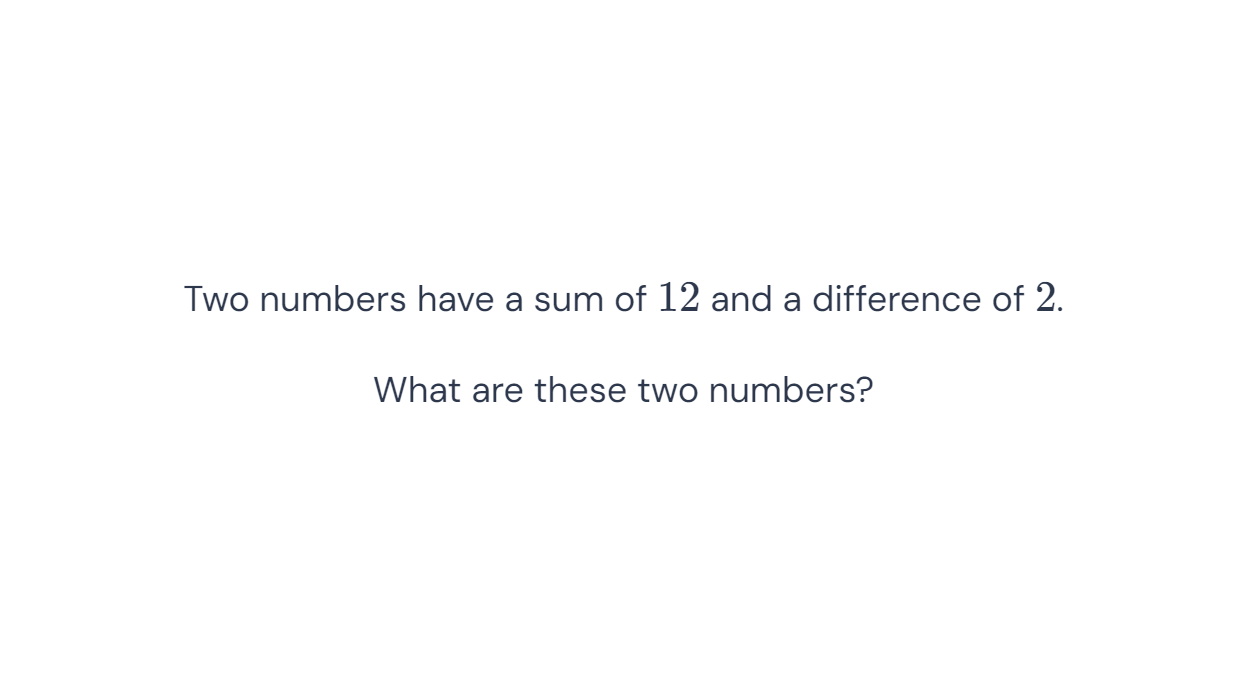 Two numbers have a sum of 12 and a difference of 2.
What are these two numbers?